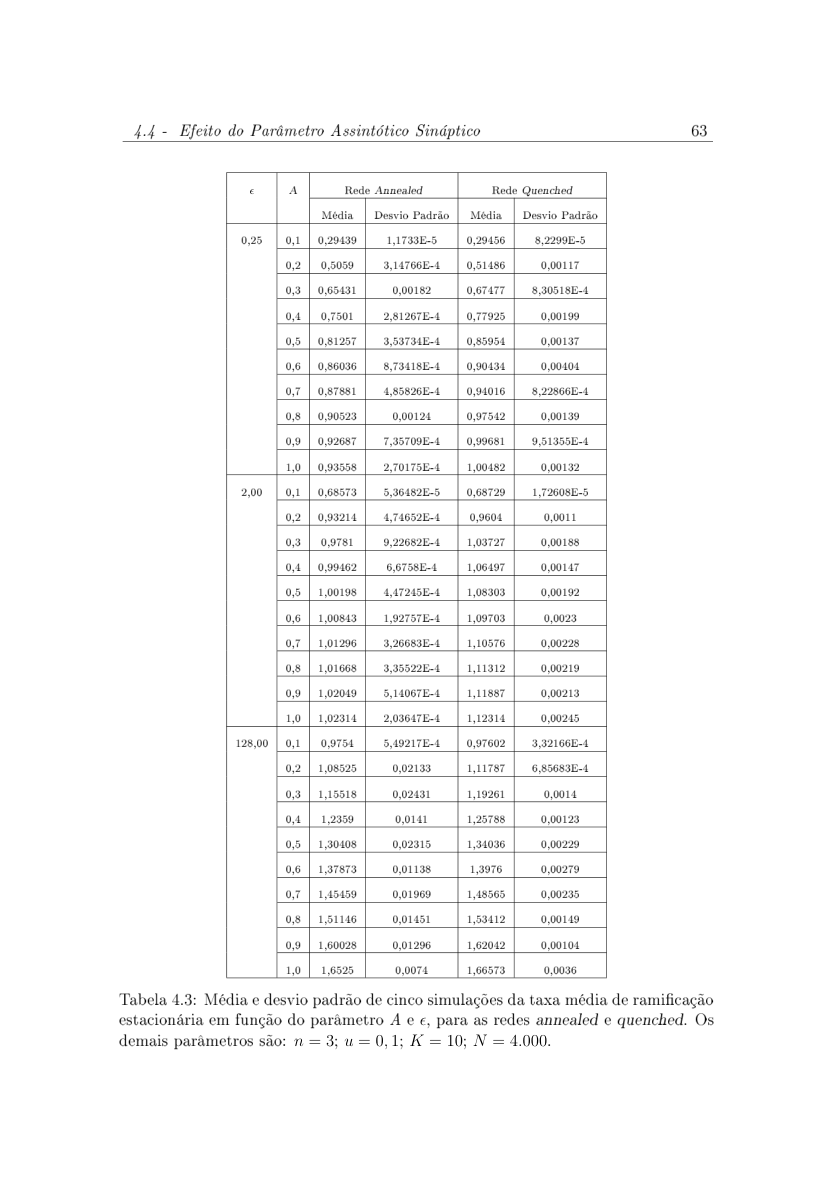 4.4 - Efeito do Parâmetro Assintótico Sináptico 63
ϵ A Rede Annealed Rede Quenched
Média Desvio Padrão Média Desvio Padrão
0,25 0,1 0,29439 1,1733E-5 0,29456 8,2299E-5
0,2 0,5059 3,14766E-4 0,51486 0,00117
0,3 0,65431 0,00182 0,67477 8,30518E-4
0,4 0,7501 2,81267E-4 0,77925 0,00199
0,5 0,81257 3,53734E-4 0,85954 0,00137
0,6 0,86036 8,73418E-4 0,90434 0,00404
0,7 0,87881 4,85826E-4 0,94016 8,22866E-4
0,8 0,90523 0,00124 0,97542 0,00139
0,9 0,92687 7,35709E-4 0,99681 9,51355E-4
1,0 0,93558 2,70175E-4 1,00482 0,00132
2,00 0,1 0,68573 5,36482E-5 0,68729 1,72608E-5
0,2 0,93214 4,74652E-4 0,9604 0,0011
0,3 0,9781 9,22682E-4 1,03727 0,00188
0,4 0,99462 6,6758E-4 1,06497 0,00147
0,5 1,00198 4,47245E-4 1,08303 0,00192
0,6 1,00843 1,92757E-4 1,09703 0,0023
0,7 1,01296 3,26683E-4 1,10576 0,00228
0,8 1,01668 3,35522E-4 1,11312 0,00219
0,9 1,02049 5,14067E-4 1,11887 0,00213
1,0 1,02314 2,03647E-4 1,12314 0,00245
128,00 0,1 0,9754 5,49217E-4 0,97602 3,32166E-4
0,2 1,08525 0,02133 1,11787 6,85683E-4
0,3 1,15518 0,02431 1,19261 0,0014
0,4 1,2359 0,0141 1,25788 0,00123
0,5 1,30408 0,02315 1,34036 0,00229
0,6 1,37873 0,01138 1,3976 0,00279
0,7 1,45459 0,01969 1,48565 0,00235
0,8 1,51146 0,01451 1,53412 0,00149
0,9 1,60028 0,01296 1,62042 0,00104
1,0 1,6525 0,0074 1,66573 0,0036
Tabela 4.3: Média e desvio padrão de cinco simulações da taxa média de ramificação
estacionária em função do parâmetro A e ϵ, para as redes annealed e quenched. Os
demais parâmetros são: n = 3; u = 0, 1; K = 10; N = 4.000.